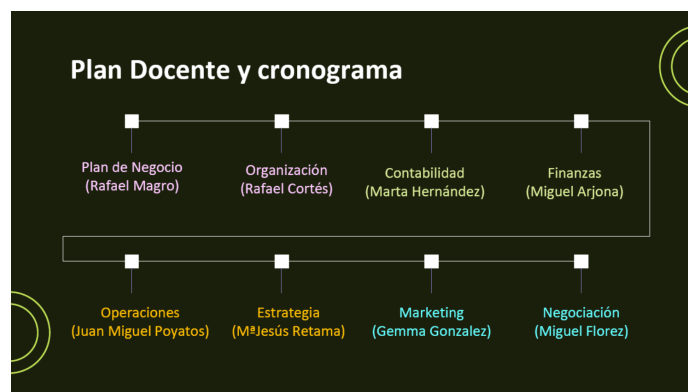 Plan Docente y cronograma
Plan de Negocio
(Rafael Magro)
Organización
(Rafael Cortés)
Contabilidad
(Marta Hernández)
Finanzas
(Miguel Arjona)
Operaciones
(Juan Miguel Poyatos)
Estrategia
(MªJesús Retama)
Marketing
(Gemma Gonzalez)
Negociación
(Miguel Florez)